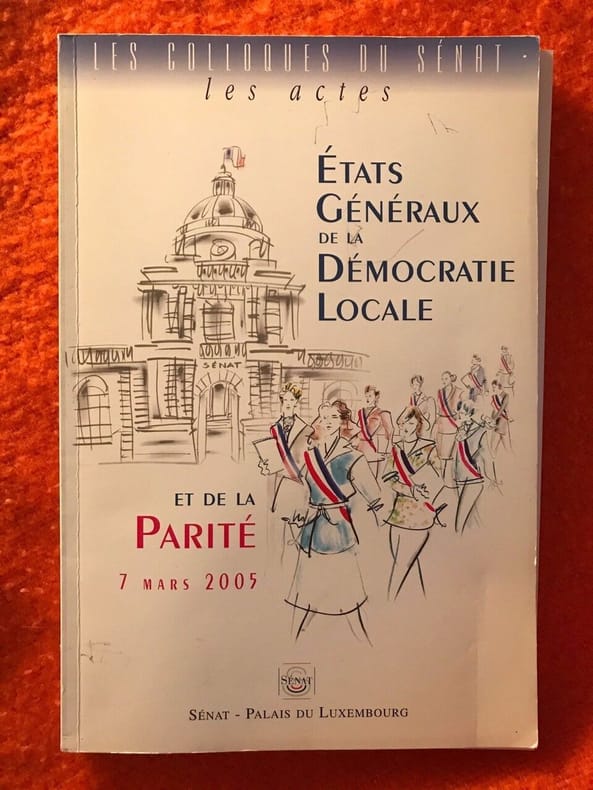 LES COLLOQUES DU SÉNAT
les actes
ÉTATS
GÉNÉRAUX
DE LA
DÉMOCRATIE
LOCALE
SÉNAT
ET DE LA
PARITÉ
7 MARS 2005
SÉNAT
SÉNAT - PALAIS DU LUXEMBOURG